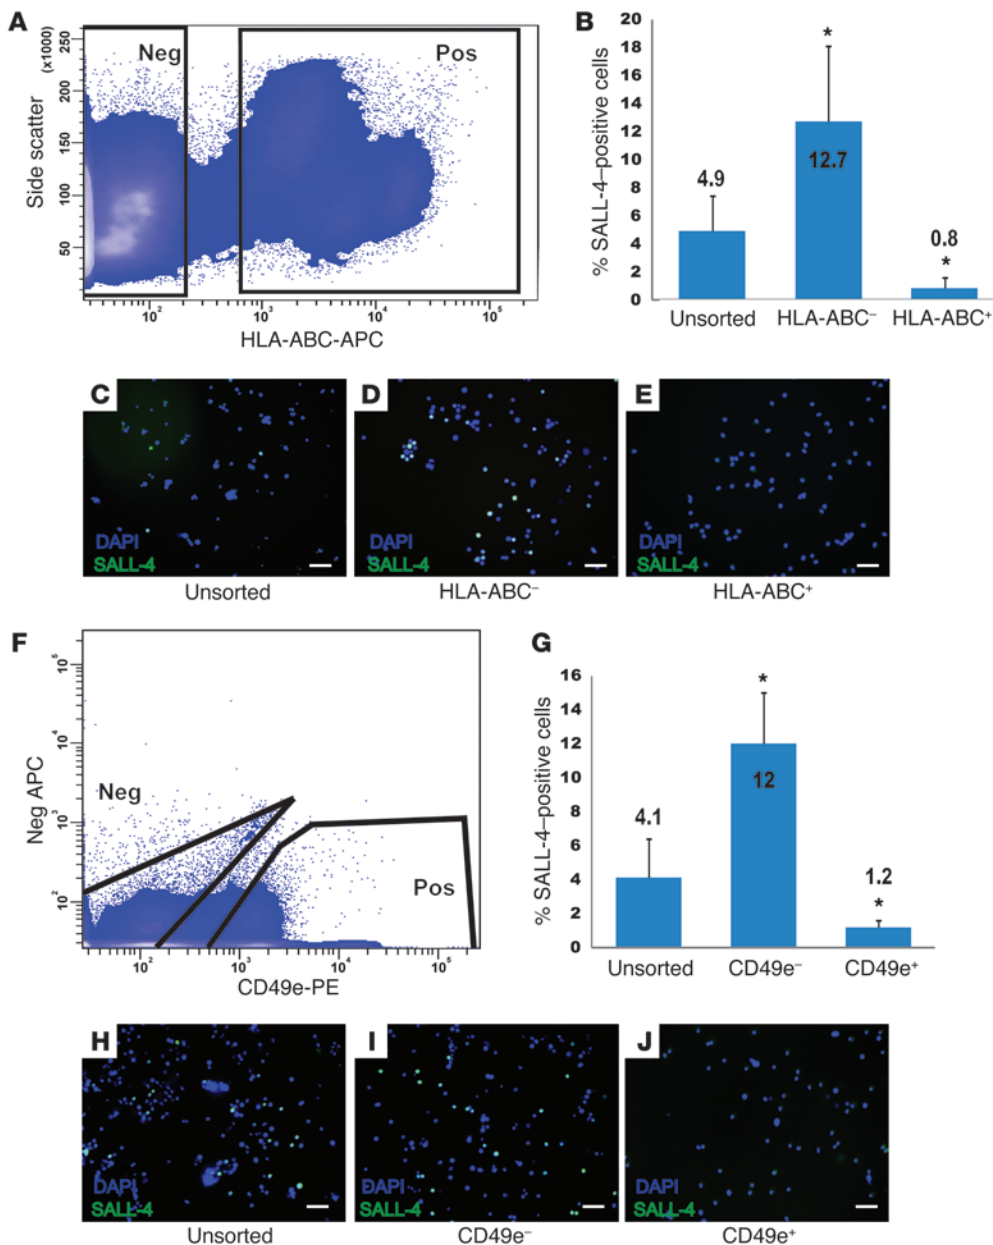 A
(x1000)
Side scatter
250
200
150
100
50
Neg
Pos
10²
10³
10⁴
10⁵
HLA-ABC-APC
B
% SALL-4–positive cells
20
18
16
14
12
10
8
6
4
2
0
4.9
*
12.7
0.8
*
Unsorted HLA-ABC⁻ HLA-ABC⁺
C
DAPI
SALL-4
Unsorted
D
DAPI
SALL-4
HLA-ABC⁻
E
DAPI
SALL-4
HLA-ABC⁺
F
Neg APC
10⁵
10⁴
10³
10²
Neg
Pos
10²
10³
10⁴
10⁵
CD49e-PE
G
% SALL-4–positive cells
16
14
12
10
8
6
4
2
0
4.1
*
12
1.2
*
Unsorted CD49e⁻ CD49e⁺
H
DAPI
SALL-4
Unsorted
I
DAPI
SALL-4
CD49e⁻
J
DAPI
SALL-4
CD49e⁺